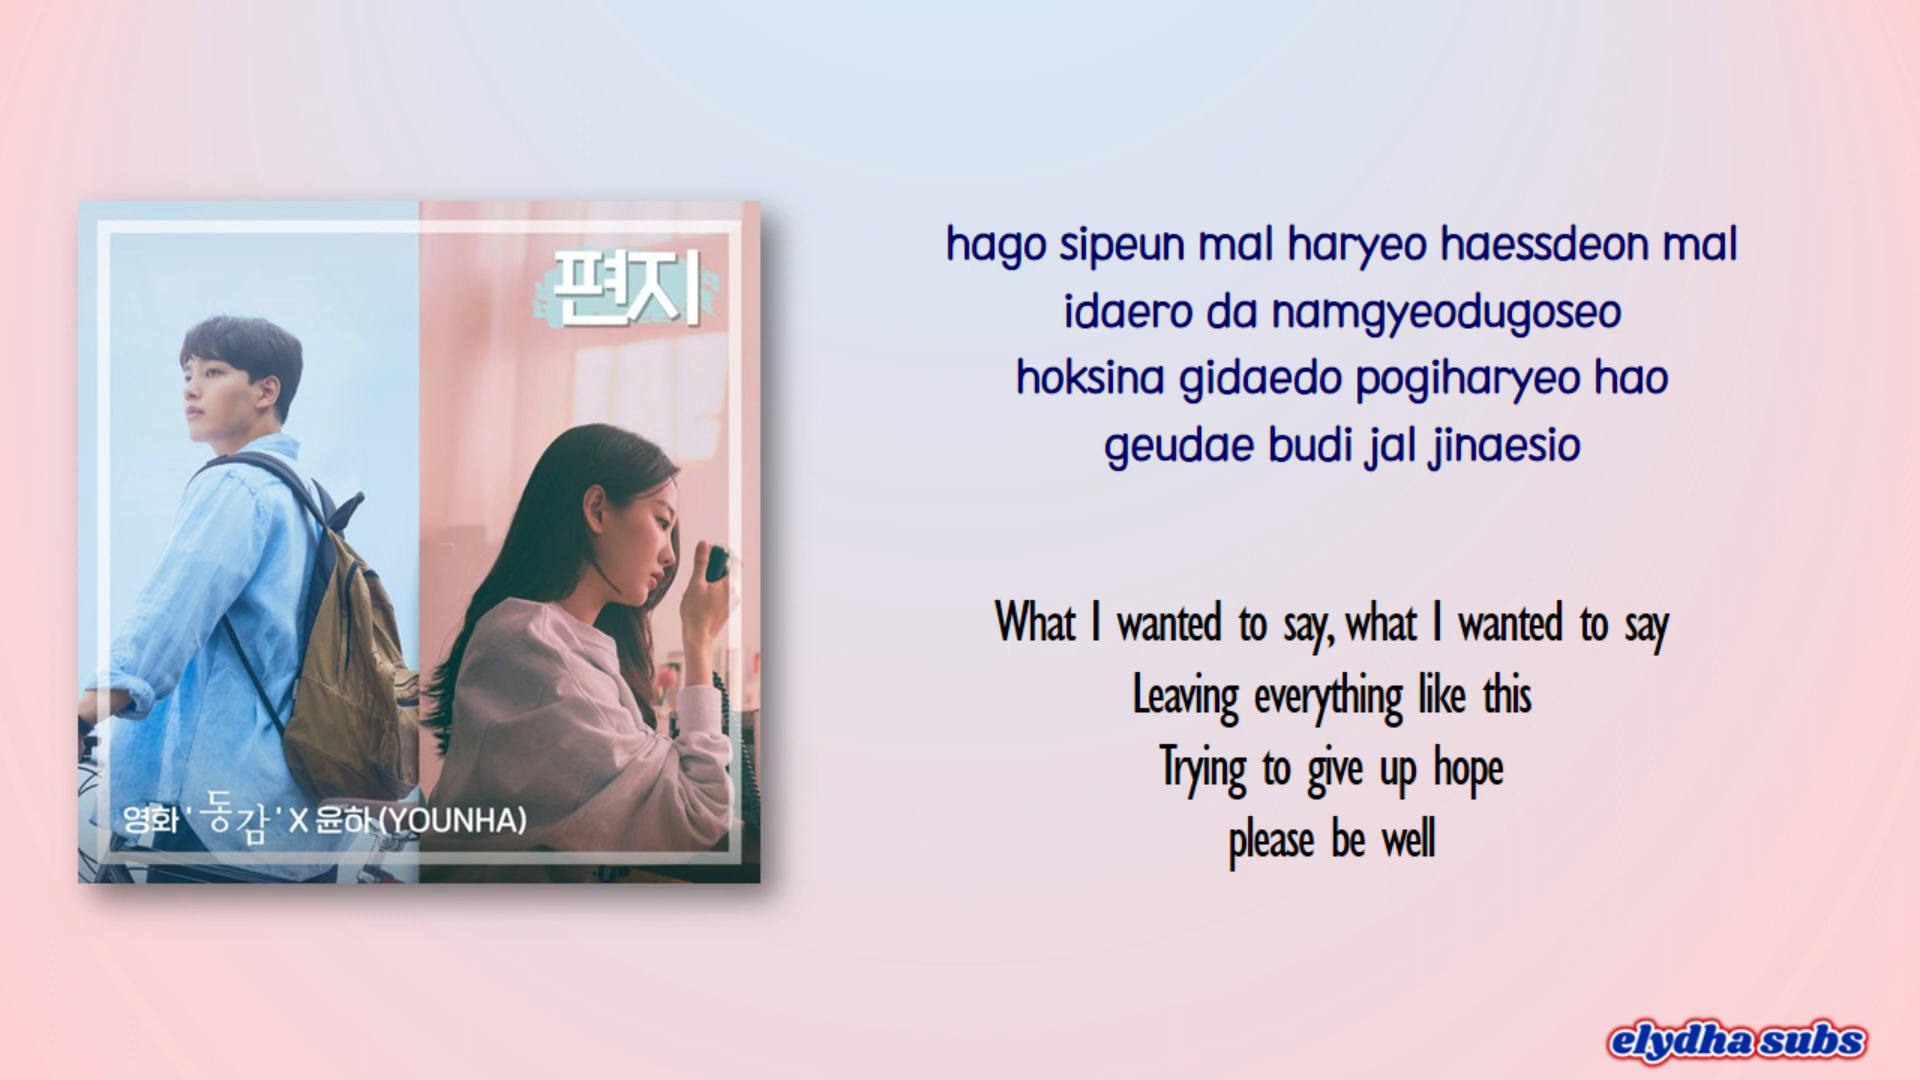 편지
영화 '동감' X 윤하 (YOUNHA)
hago sipeun mal haryeo haessdeon mal
idaero da namgyeodugoseo
hoksina gidaedo pogiharyeo hao
geudae budi jal jinaesio
What I wanted to say, what I wanted to say
Leaving everything like this
Trying to give up hope
please be well
elydha subs